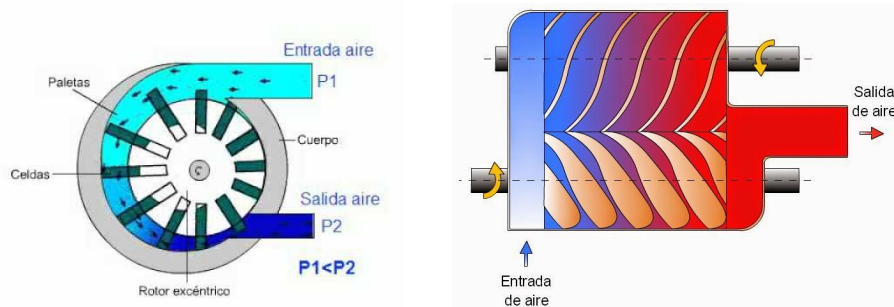 Entrada aire
P1
Paletas
Cuerpo
Celdas
Salida aire
P2
P1<P2
Rotor excéntrico
Salida
de aire
Entrada
de aire